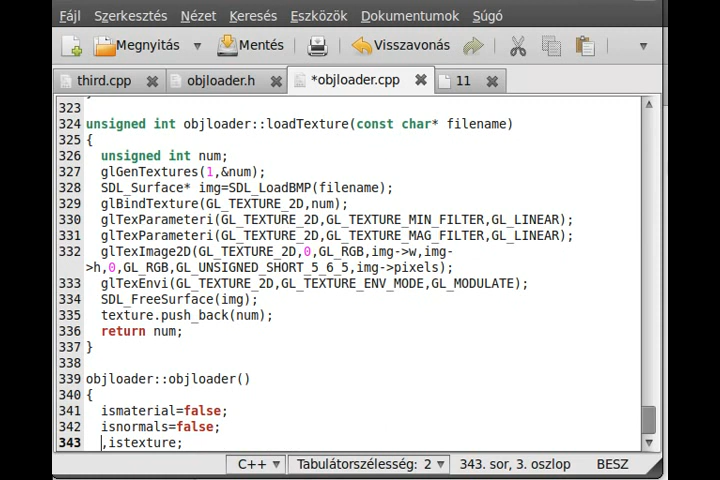 Fájl Szerkesztés Nézet Keresés Eszközök Dokumentumok Súgó
Megnyitás Mentés Visszavonás
third.cpp objloader.h *objloader.cpp 11
323
324 unsigned int objloader::loadTexture(const char* filename)
325 {
326 unsigned int num;
327 glGenTextures(1,&num);
328 SDL_Surface* img=SDL_LoadBMP(filename);
329 glBindTexture(GL_TEXTURE_2D,num);
330 glTexParameteri(GL_TEXTURE_2D,GL_TEXTURE_MIN_FILTER,GL_LINEAR);
331 glTexParameteri(GL_TEXTURE_2D,GL_TEXTURE_MAG_FILTER,GL_LINEAR);
332 glTexImage2D(GL_TEXTURE_2D,0,GL_RGB,img->w,img-
>h,0,GL_RGB,GL_UNSIGNED_SHORT_5_6_5,img->pixels);
333 glTexEnvi(GL_TEXTURE_2D,GL_TEXTURE_ENV_MODE,GL_MODULATE);
334 SDL_FreeSurface(img);
335 texture.push_back(num);
336 return num;
337 }
338
339 objloader::objloader()
340 {
341 ismaterial=false;
342 isnormals=false;
343 ,istexture;
C++ Tabulátorszélesség: 2 343. sor, 3. oszlop BESZ